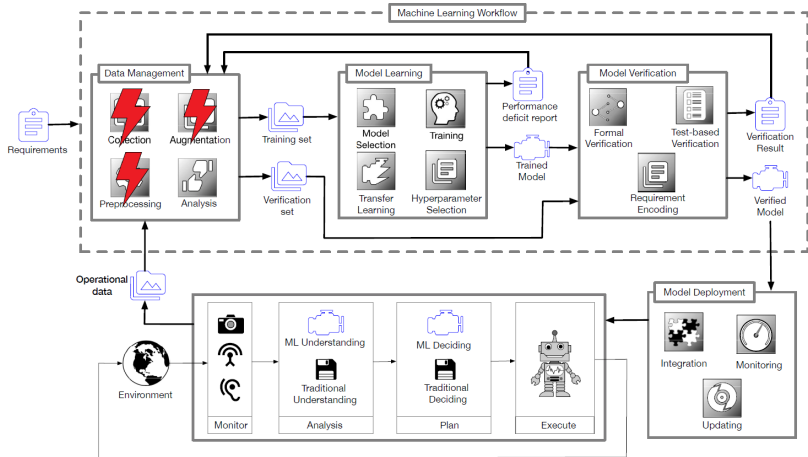 Machine Learning Workflow
Data Management
Collection
Augmentation
Preprocessing
Analysis
Requirements
Training set
Verification
set
Model Learning
Model
Selection
Training
Transfer
Learning
Hyperparameter
Selection
Performance
deficit report
Trained
Model
Model Verification
Formal
Verification
Test-based
Verification
Requirement
Encoding
Verification
Result
Verified
Model
Operational
data
Environment
Monitor
ML Understanding
Traditional
Understanding
Analysis
ML Deciding
Traditional
Deciding
Plan
Execute
Model Deployment
Integration
Monitoring
Updating